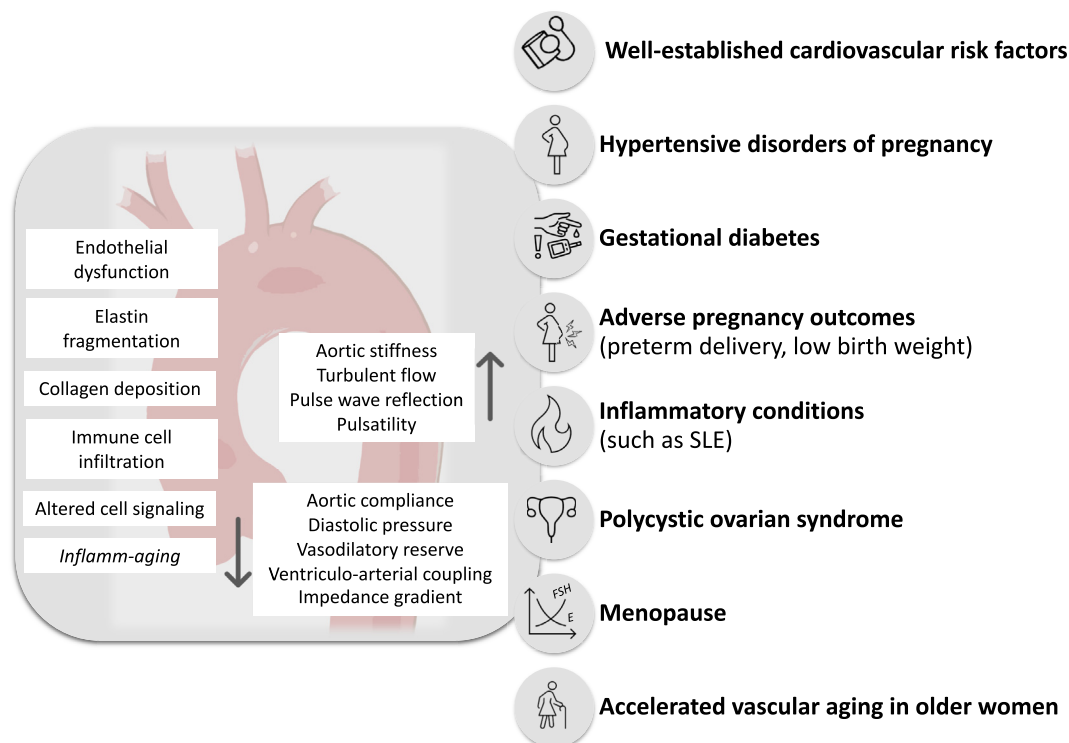 Well-established cardiovascular risk factors
Hypertensive disorders of pregnancy
Gestational diabetes
Adverse pregnancy outcomes
(preterm delivery, low birth weight)
Inflammatory conditions
(such as SLE)
Polycystic ovarian syndrome
FSH
E
Menopause
Accelerated vascular aging in older women
Endothelial
dysfunction
Elastin
fragmentation
Collagen deposition
Immune cell
infiltration
Altered cell signaling
Inflamm-aging
Aortic stiffness
Turbulent flow
Pulse wave reflection
Pulsatility
Aortic compliance
Diastolic pressure
Vasodilatory reserve
Ventriculo-arterial coupling
Impedance gradient